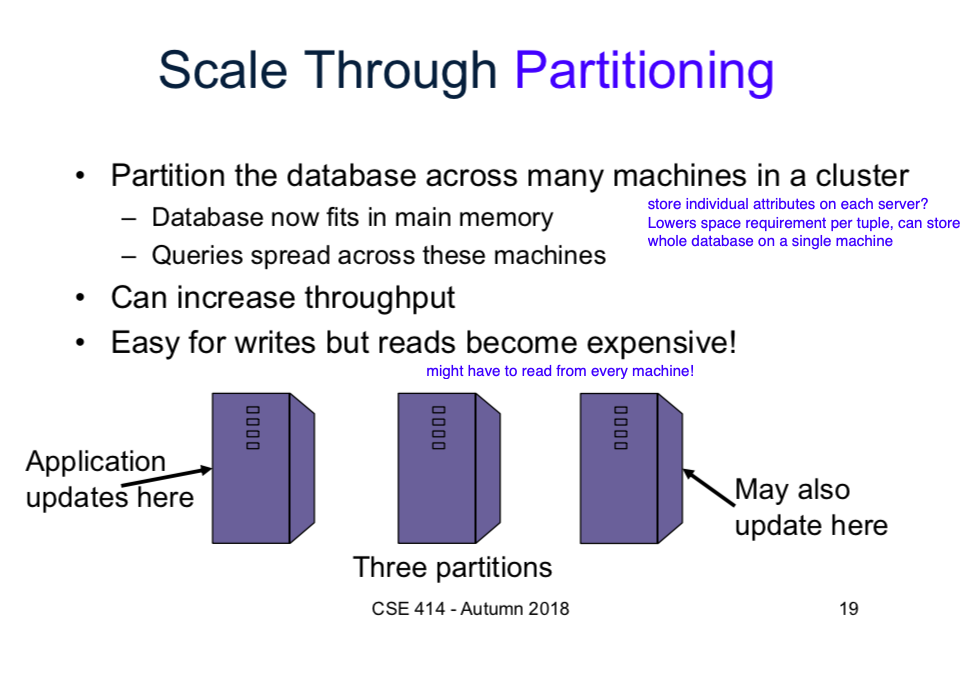 Scale Through Partitioning
• Partition the database across many machines in a cluster
store individual attributes on each server?
Lowers space requirement per tuple, can store
whole database on a single machine
– Database now fits in main memory
– Queries spread across these machines
• Can increase throughput
• Easy for writes but reads become expensive!
might have to read from every machine!
Application
updates here
May also
update here
Three partitions
CSE 414 - Autumn 2018
19